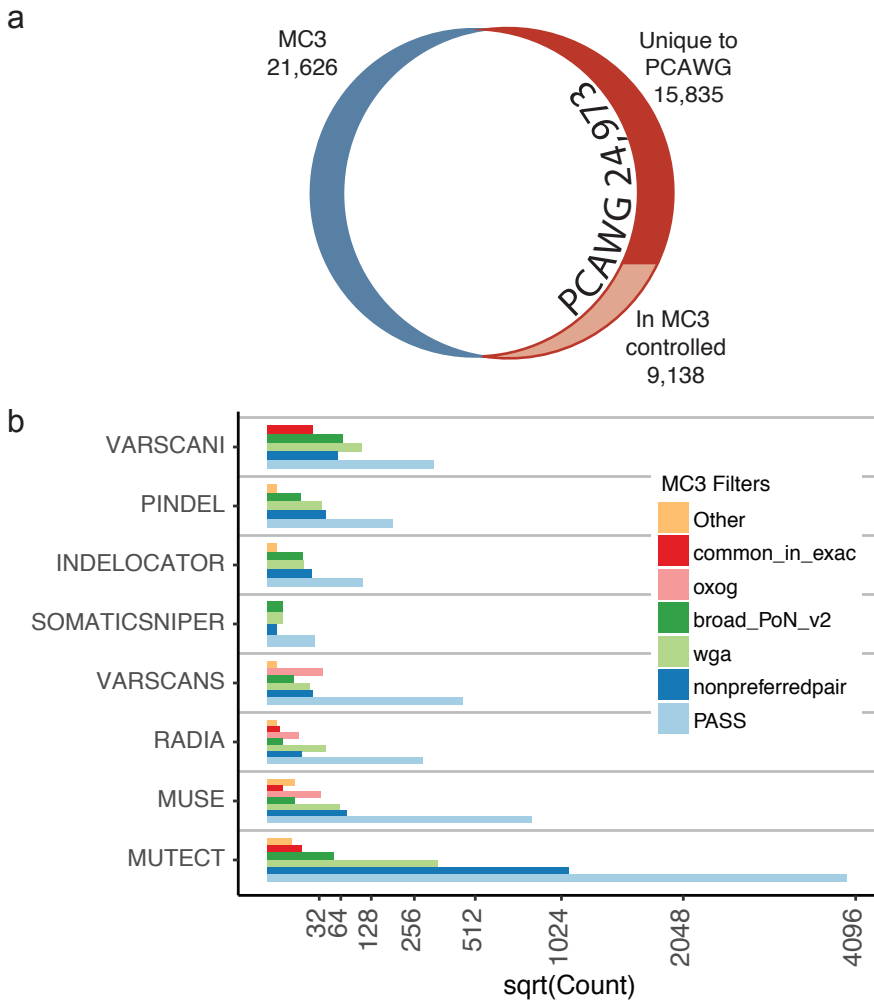 a
MC3
21,626
Unique to
PCAWG
15,835
PCAWG 24,973
In MC3
controlled
9,138
b
VARSCANI
PINDEL
INDELOCATOR
SOMATICSNIPER
VARSCANS
RADIA
MUSE
MUTECT
MC3 Filters
Other
common_in_exac
oxog
broad_PoN_v2
wga
nonpreferredpair
PASS
32
64
128
256
512
1024
2048
4096
sqrt(Count)